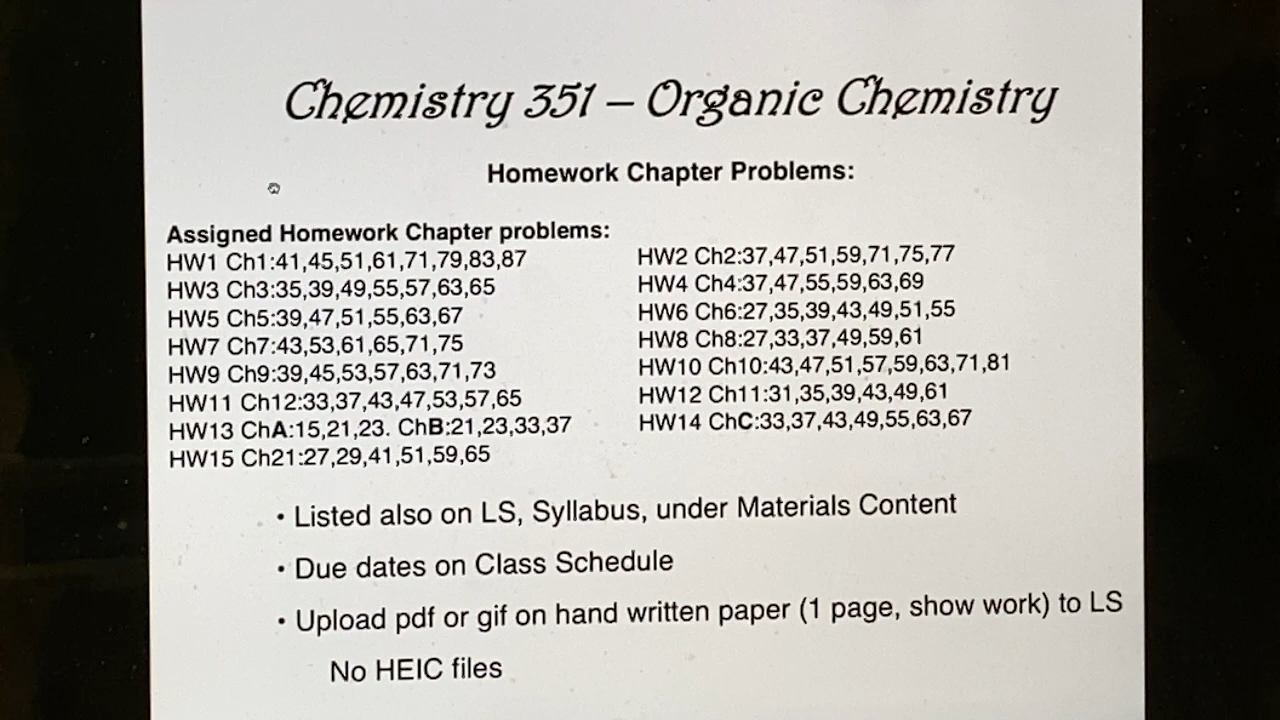 Chemistry 351 – Organic Chemistry
Homework Chapter Problems:
Assigned Homework Chapter problems:
HW1 Ch1:41,45,51,61,71,79,83,87
HW2 Ch2:37,47,51,59,71,75,77
HW3 Ch3:35,39,49,55,57,63,65
HW4 Ch4:37,47,55,59,63,69
HW5 Ch5:39,47,51,55,63,67
HW6 Ch6:27,35,39,43,49,51,55
HW7 Ch7:43,53,61,65,71,75
HW8 Ch8:27,33,37,49,59,61
HW9 Ch9:39,45,53,57,63,71,73
HW10 Ch10:43,47,51,57,59,63,71,81
HW11 Ch12:33,37,43,47,53,57,65
HW12 Ch11:31,35,39,43,49,61
HW13 ChA:15,21,23. ChB:21,23,33,37
HW14 ChC:33,37,43,49,55,63,67
HW15 Ch21:27,29,41,51,59,65
• Listed also on LS, Syllabus, under Materials Content
• Due dates on Class Schedule
• Upload pdf or gif on hand written paper (1 page, show work) to LS
No HEIC files